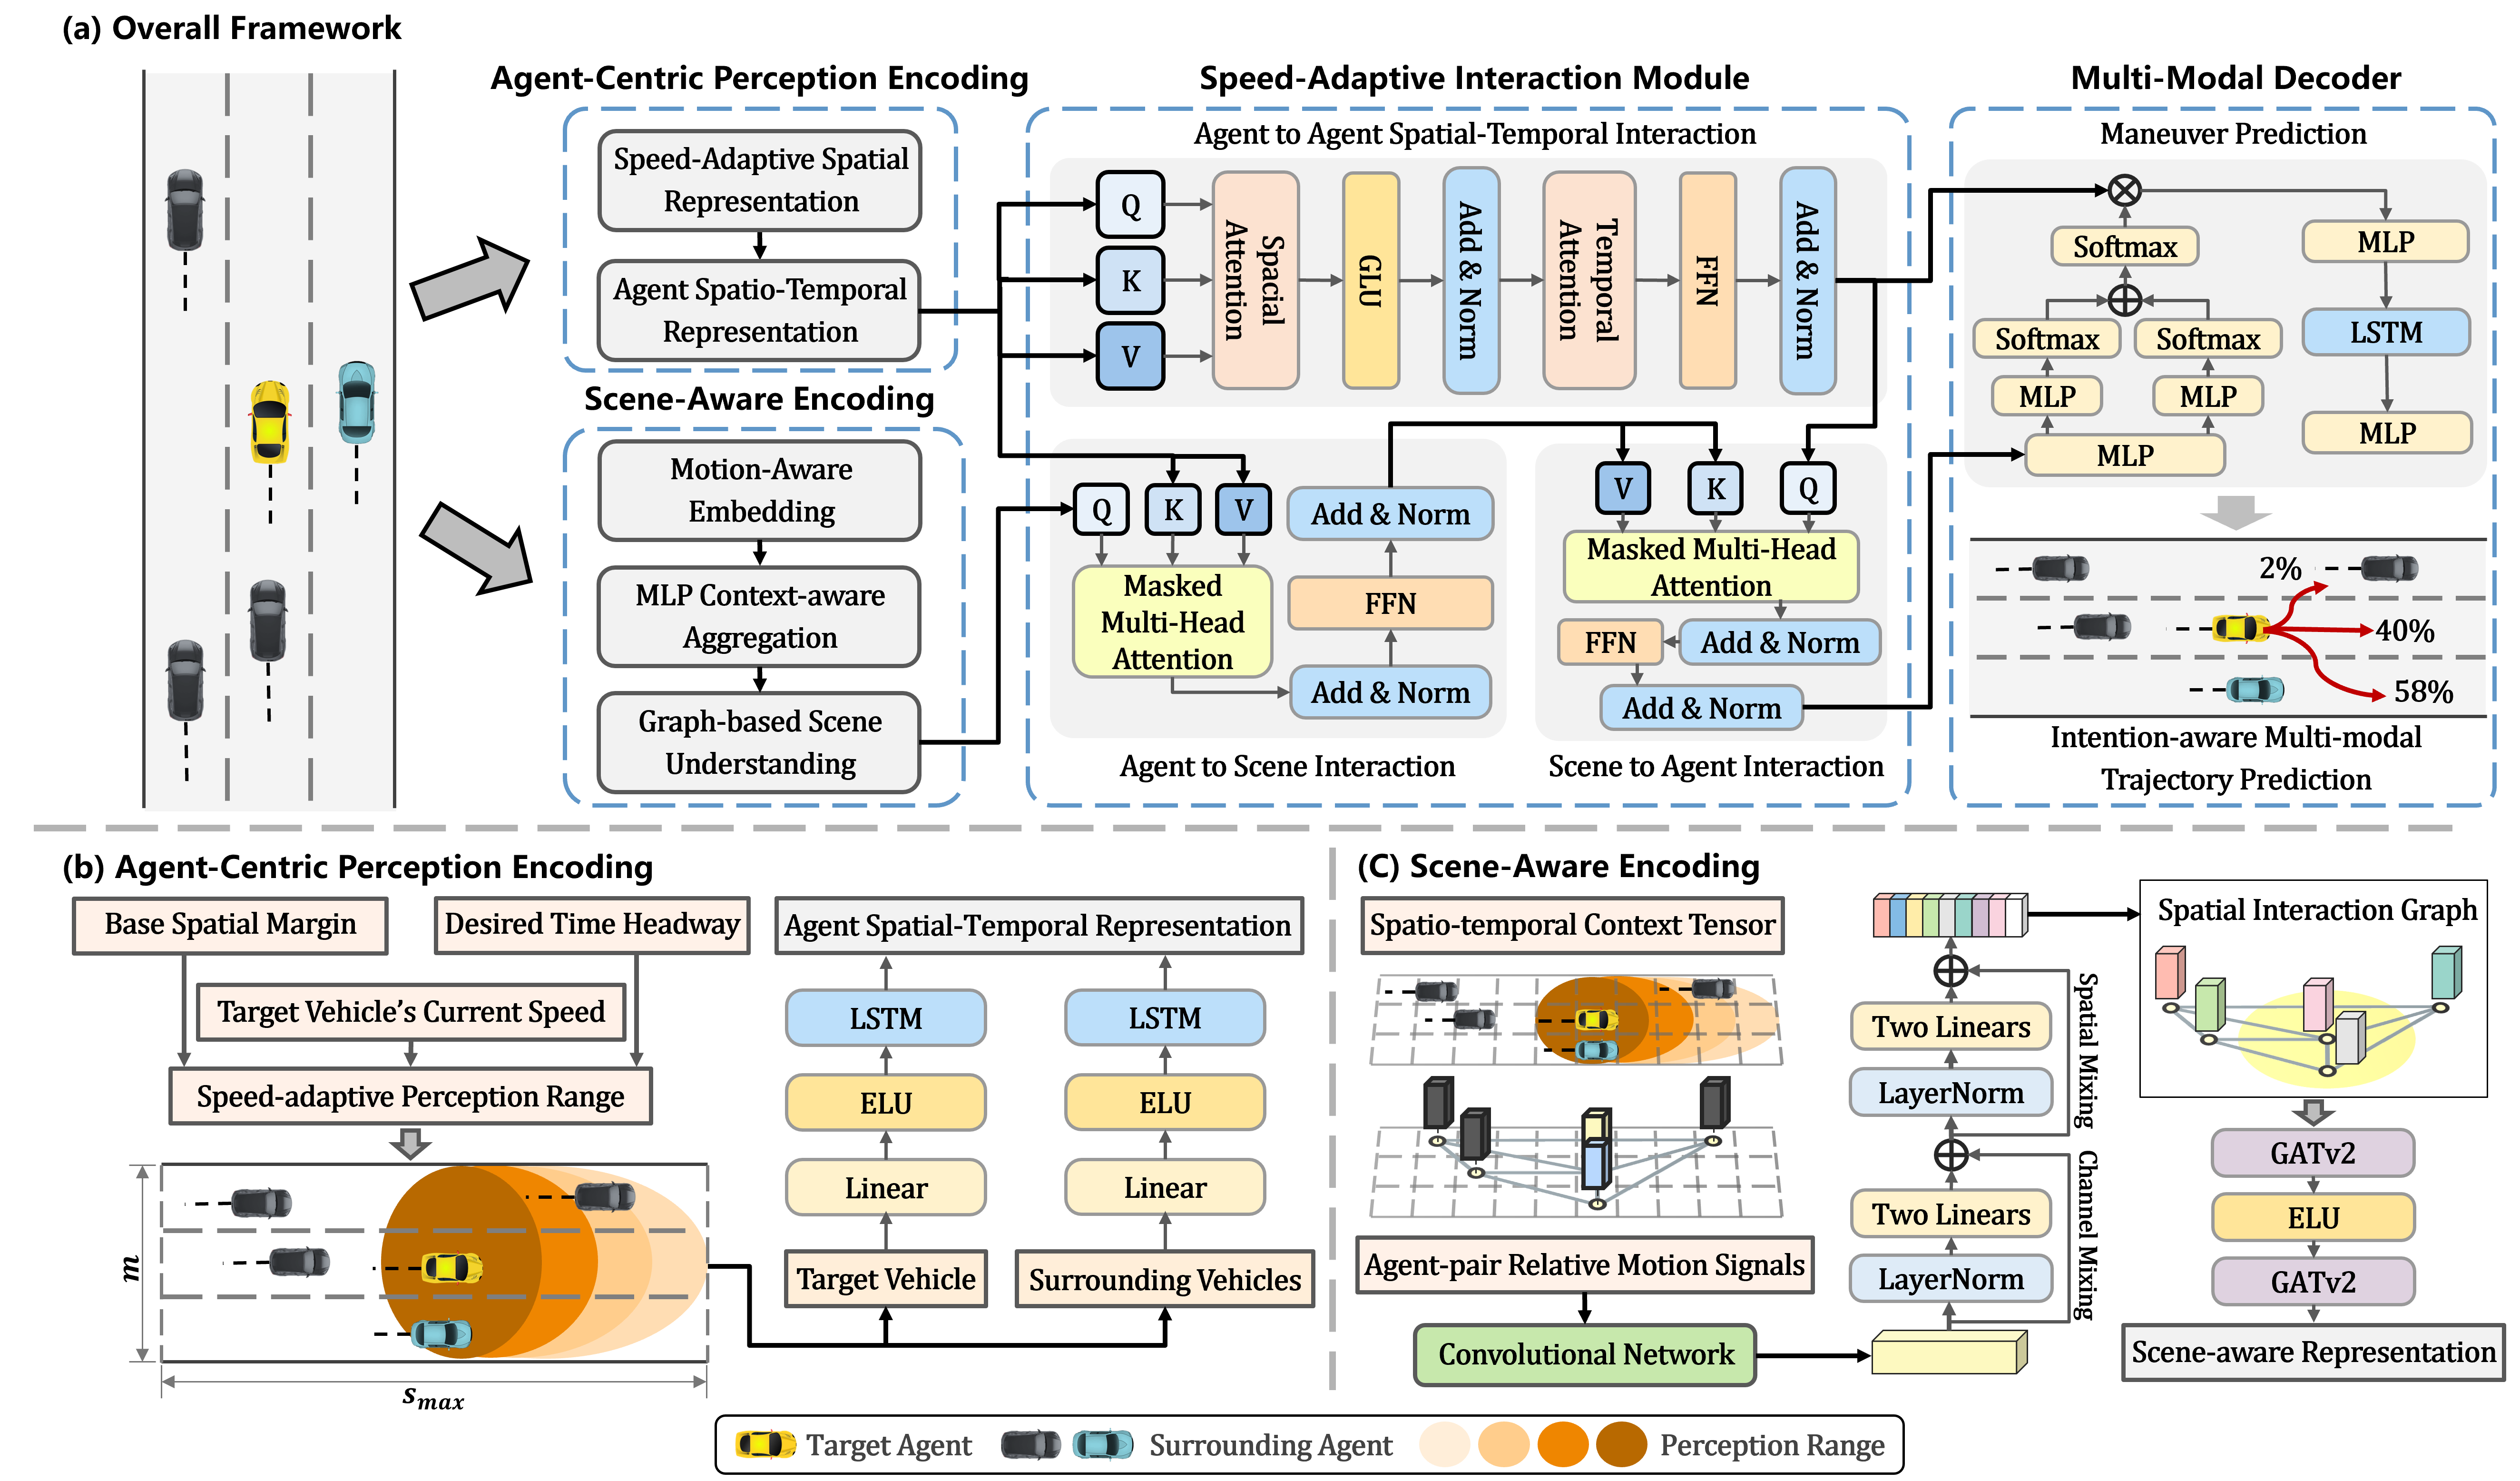 (a) Overall Framework
Agent-Centric Perception Encoding
Speed-Adaptive Spatial
Representation
Agent Spatio-Temporal
Representation
Scene-Aware Encoding
Motion-Aware
Embedding
MLP Context-aware
Aggregation
Graph-based Scene
Understanding
Speed-Adaptive Interaction Module
Agent to Agent Spatial-Temporal Interaction
Q
K
V
Spacial
Attention
GLU
Add & Norm
Temporal
Attention
FFN
Add & Norm
Q
K
V
Masked
Multi-Head
Attention
Add & Norm
FFN
Add & Norm
Agent to Scene Interaction
V
K
Q
Masked Multi-Head
Attention
FFN
Add & Norm
Add & Norm
Scene to Agent Interaction
Multi-Modal Decoder
Maneuver Prediction
Softmax
Softmax
Softmax
MLP
MLP
MLP
MLP
LSTM
MLP
2%
40%
58%
Intention-aware Multi-modal
Trajectory Prediction
(b) Agent-Centric Perception Encoding
Base Spatial Margin
Desired Time Headway
Target Vehicle's Current Speed
Speed-adaptive Perception Range
m
s_max
Agent Spatial-Temporal Representation
LSTM
LSTM
ELU
ELU
Linear
Linear
Target Vehicle
Surrounding Vehicles
(C) Scene-Aware Encoding
Spatio-temporal Context Tensor
Agent-pair Relative Motion Signals
Convolutional Network
Two Linears
LayerNorm
Spatial Mixing
Two Linears
LayerNorm
Channel Mixing
Spatial Interaction Graph
GATv2
ELU
GATv2
Scene-aware Representation
Target Agent
Surrounding Agent
Perception Range